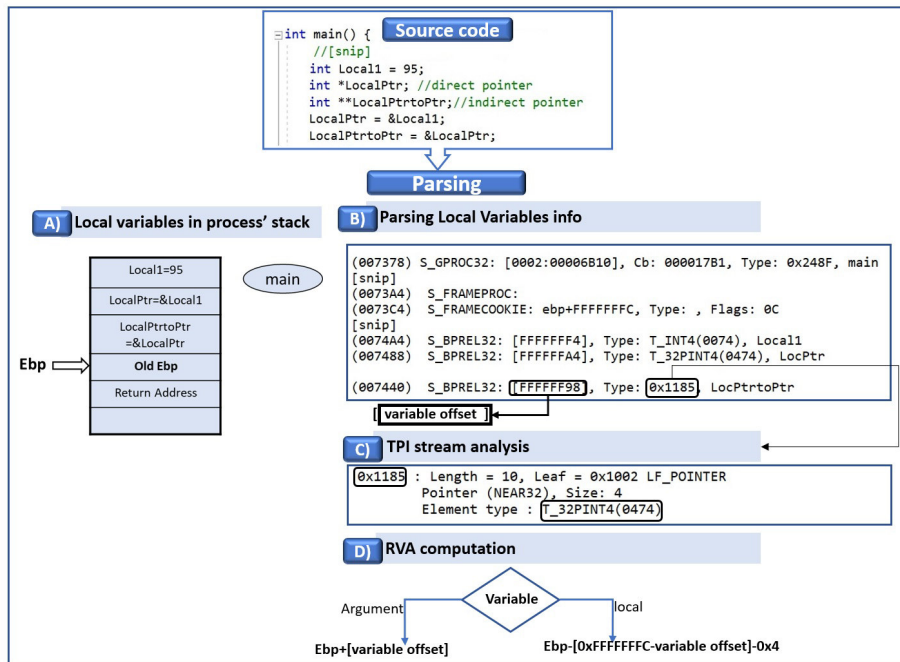 Source code
int main() {
//[snip]
int Local1 = 95;
int *LocalPtr; //direct pointer
int **LocalPtrtoPtr;//indirect pointer
LocalPtr = &Local1;
LocalPtrtoPtr = &LocalPtr;
Parsing
A) Local variables in process' stack
Local1=95
LocalPtr=&Local1
LocalPtrtoPtr
=&LocalPtr
Ebp
Old Ebp
Return Address
main
B) Parsing Local Variables info
(007378) S_GPROC32: [0002:00006B10], Cb: 000017B1, Type: 0x248F, main
[snip]
(0073A4) S_FRAMEPROC:
(0073C4) S_FRAMECOOKIE: ebp+FFFFFFFC, Type: , Flags: 0C
[snip]
(0074A4) S_BPREL32: [FFFFFFF4], Type: T_INT4(0074), Local1
(007488) S_BPREL32: [FFFFFFA4], Type: T_32PINT4(0474), LocPtr
(007440) S_BPREL32: [FFFFFF98], Type: 0x1185, LocPtrtoPtr
[ variable offset ]
C) TPI stream analysis
0x1185 : Length = 10, Leaf = 0x1002 LF_POINTER
Pointer (NEAR32), Size: 4
Element type : T_32PINT4(0474)
D) RVA computation
Variable
Argument
local
Ebp+[variable offset]
Ebp-[0xFFFFFFFC-variable offset]-0x4